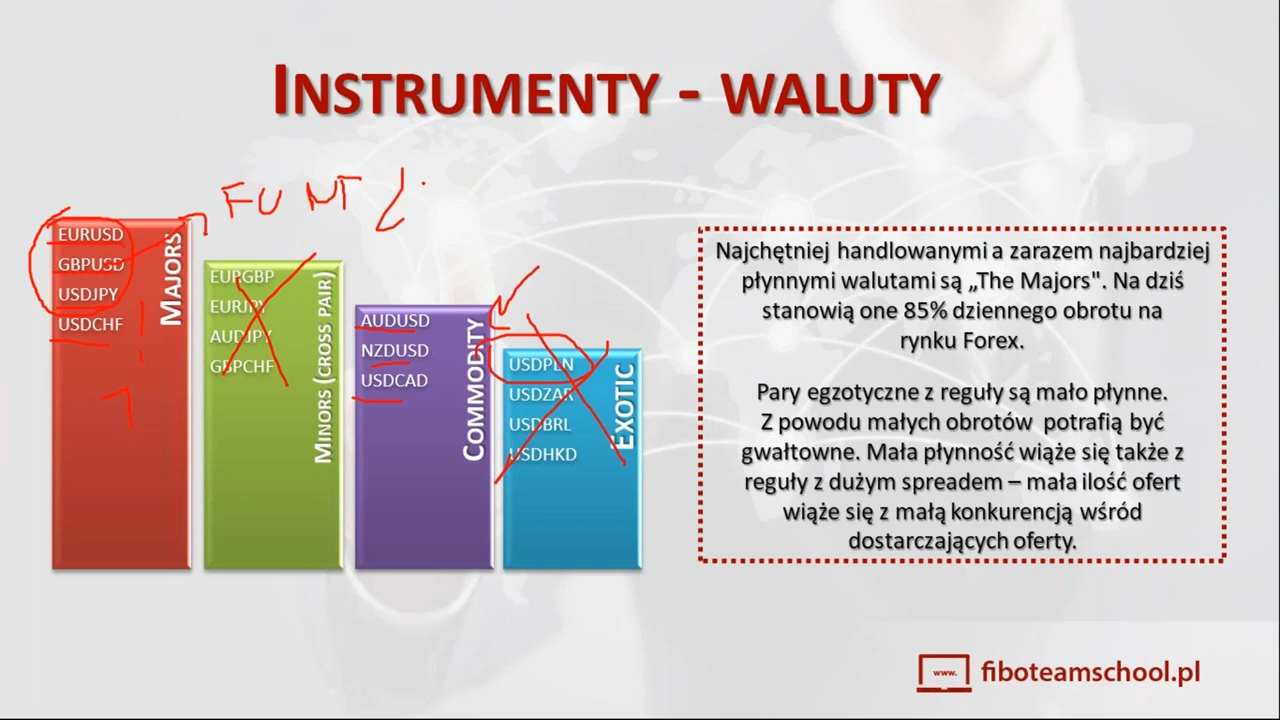 INSTRUMENTY - WALUTY
FUNT
EURUSD
GBPUSD
USDJPY
USDCHF
MAJORS
EURGBP
EURJPY
AUDJPY
GBPCHF
MINORS (CROSS PAIR)
AUDUSD
NZDUSD
USDCAD
COMMODITY
USDPLN
USDZAR
USDBRL
USDHKD
EXOTIC
Najchętniej handlowanymi a zarazem najbardziej
płynnymi walutami są „The Majors". Na dziś
stanowią one 85% dziennego obrotu na
rynku Forex.
Pary egzotyczne z reguły są mało płynne.
Z powodu małych obrotów potrafią być
gwałtowne. Mała płynność wiąże się także z
reguły z dużym spreadem – mała ilość ofert
wiąże się z małą konkurencją wśród
dostarczających oferty.
www.
fiboteamschool.pl